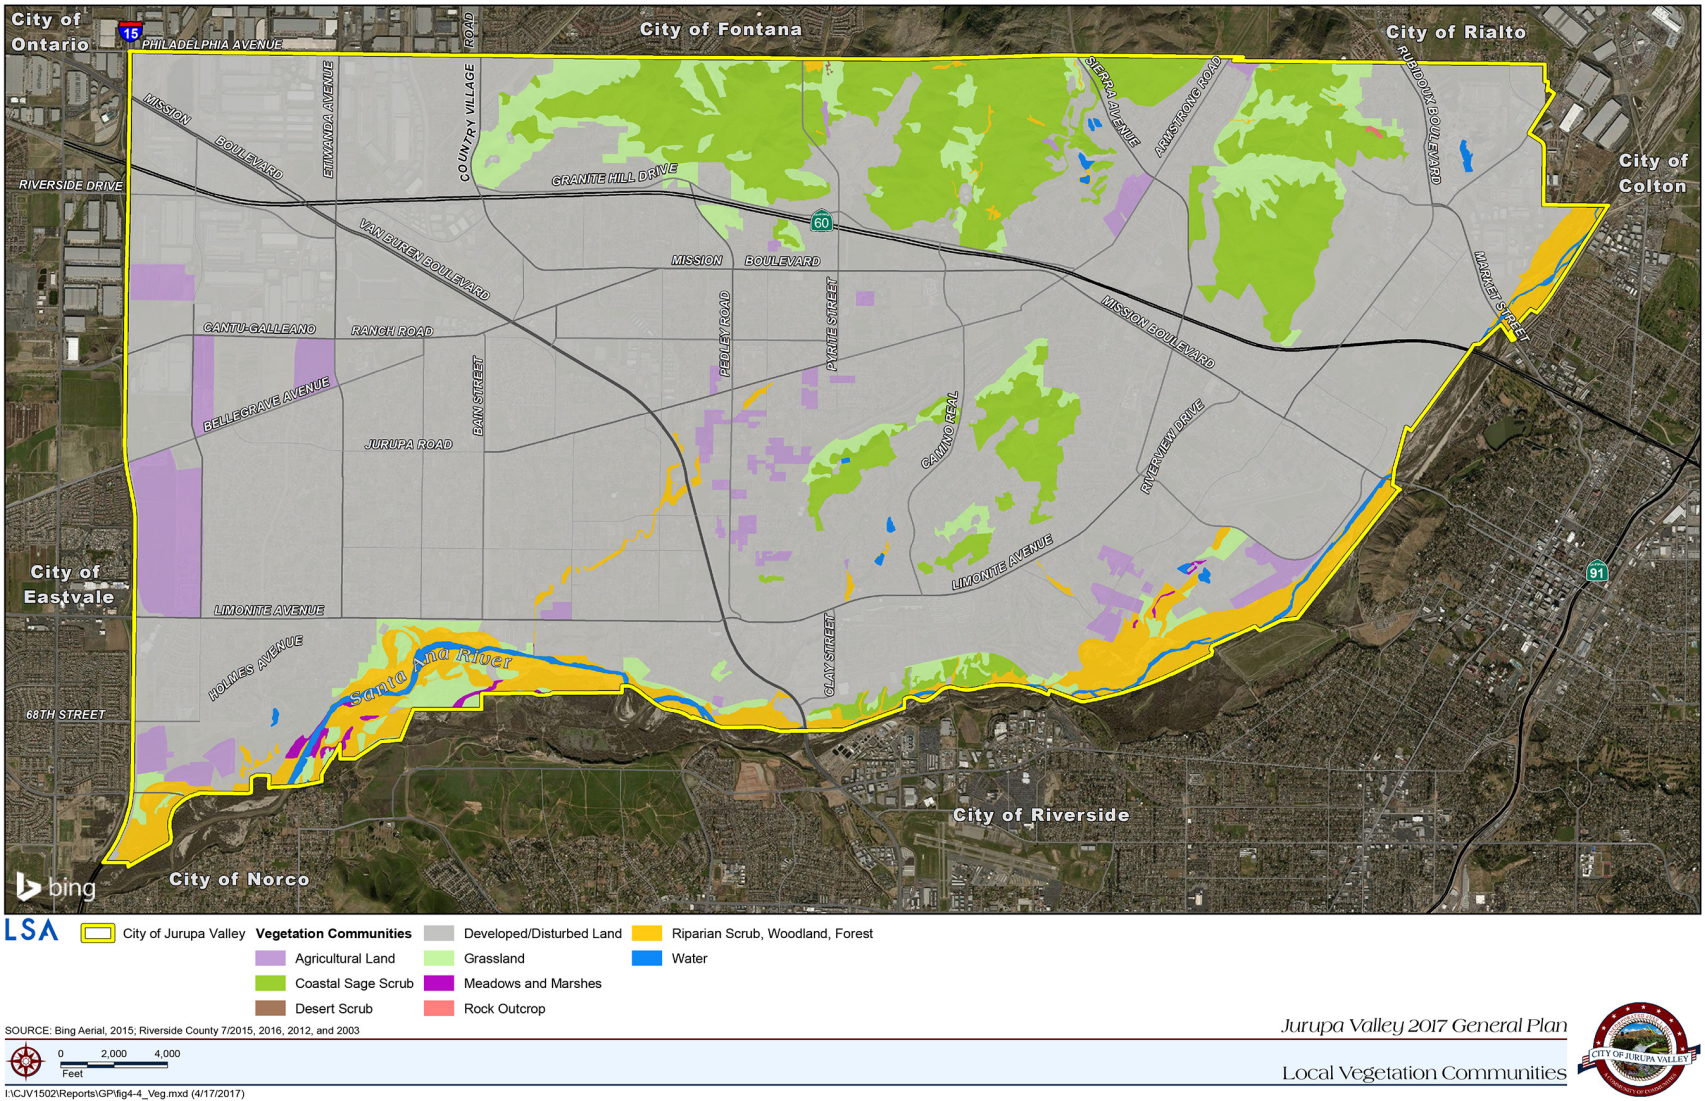 City of
Ontario
15
PHILADELPHIA AVENUE
COUNTRY VILLAGE ROAD
City of Fontana
City of Rialto
SIERRA AVENUE
ARMSTRONG ROAD
RUBIDOUX BOULEVARD
ETIWANDA AVENUE
MISSION
BOULEVARD
City of
Colton
RIVERSIDE DRIVE
GRANITE HILL DRIVE
60
VAN BUREN BOULEVARD
MISSION BOULEVARD
MARKET STREET
CANTU-GALLEANO RANCH ROAD
PEDLEY ROAD
PYRITE STREET
MISSION BOULEVARD
BELLEGRAVE AVENUE
BAIN STREET
JURUPA ROAD
CAMINO REAL
RIVERVIEW DRIVE
City of
Eastvale
91
LIMONITE AVENUE
LIMONITE AVENUE
HOLMES AVENUE
Santa Ana River
CLAY STREET
68TH STREET
City of Riverside
City of Norco
bing
LSA
City of Jurupa Valley
Vegetation Communities
Agricultural Land
Coastal Sage Scrub
Desert Scrub
Developed/Disturbed Land
Grassland
Meadows and Marshes
Rock Outcrop
Riparian Scrub, Woodland, Forest
Water
SOURCE: Bing Aerial, 2015; Riverside County 7/2015, 2016, 2012, and 2003
Jurupa Valley 2017 General Plan
0 2,000 4,000
Feet
Local Vegetation Communities
CITY OF JURUPA VALLEY
I:\CJV1502\Reports\GP\fig4-4_Veg.mxd (4/17/2017)